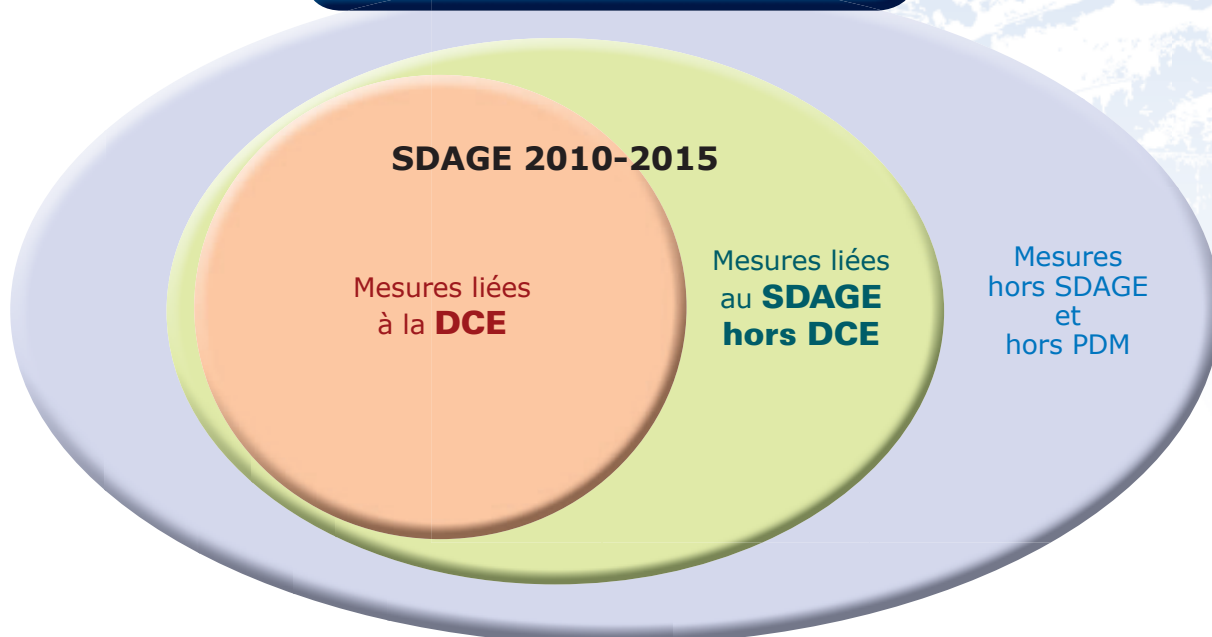 SDAGE 2010-2015
Mesures liées
à la DCE
Mesures liées
au SDAGE
hors DCE
Mesures
hors SDAGE
et
hors PDM